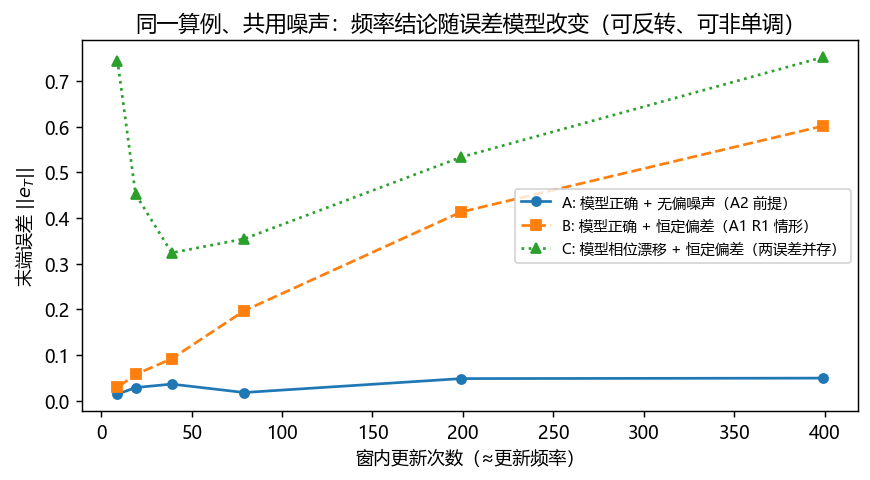 同一算例、共用噪声：频率结论随误差模型改变（可反转、可非单调）
末端误差 ||e_T||
0.7
0.6
0.5
0.4
0.3
0.2
0.1
0.0
A: 模型正确 + 无偏噪声（A2 前提）
B: 模型正确 + 恒定偏差（A1 R1 情形）
C: 模型相位漂移 + 恒定偏差（两误差并存）
0 50 100 150 200 250 300 350 400
窗内更新次数（≈更新频率）